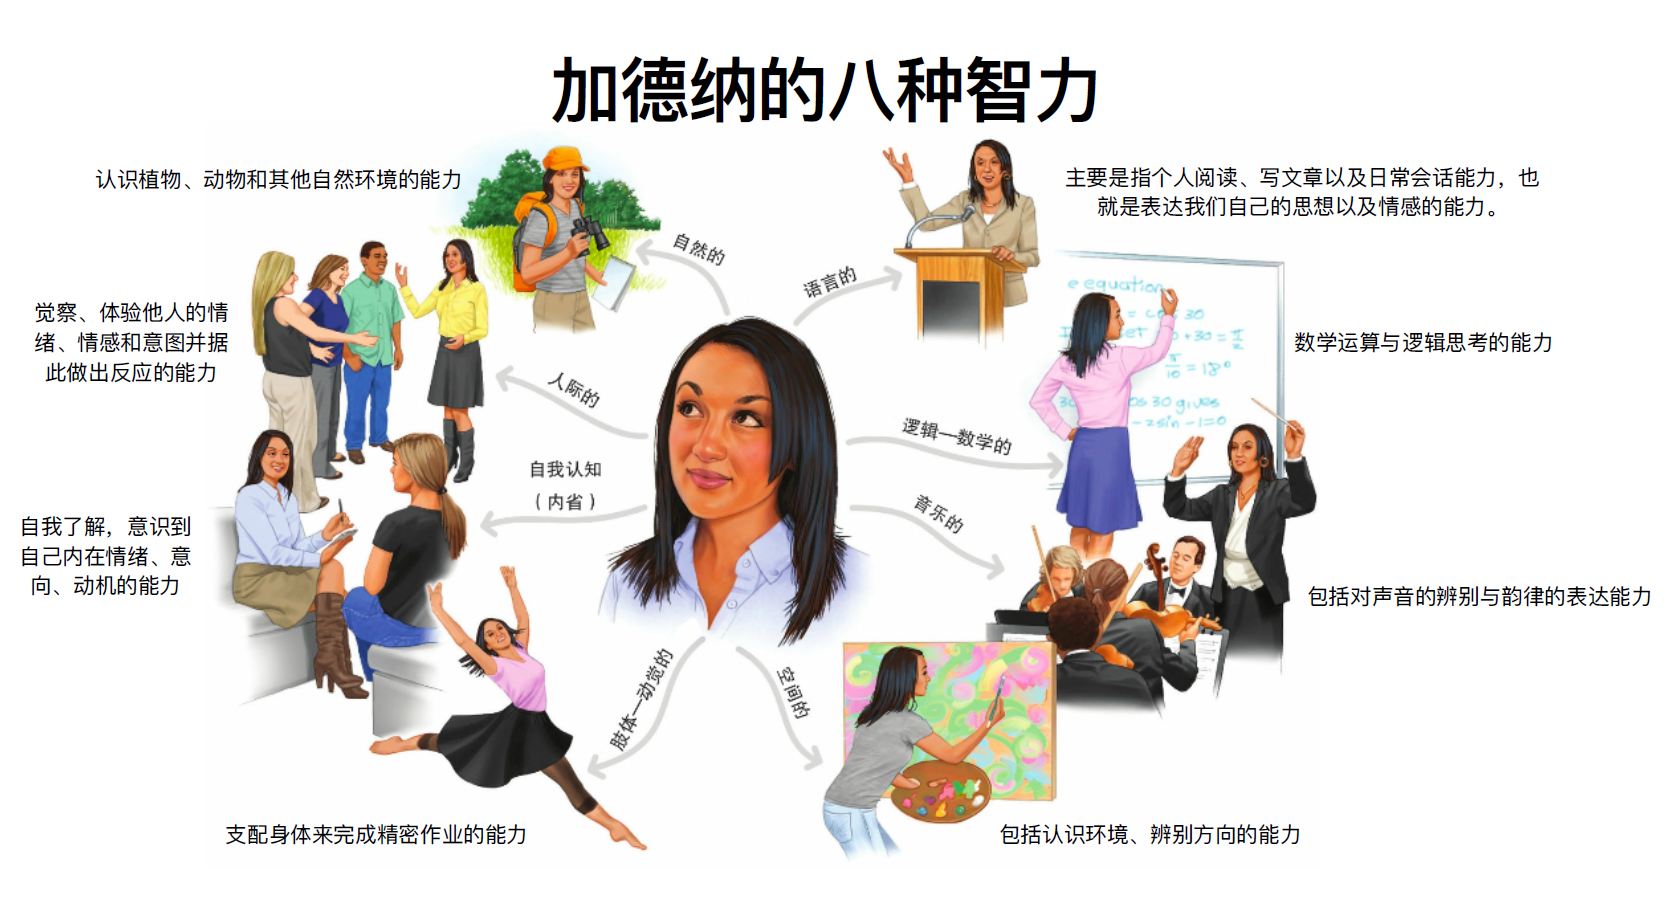 加德纳的八种智力
认识植物、动物和其他自然环境的能力
主要是指个人阅读、写文章以及日常会话能力，也
就是表达我们自己的思想以及情感的能力。
自然的
语言的
觉察、体验他人的情
绪、情感和意图并据
此做出反应的能力
人际的
e equation
30
+30 =
= 18°
os 30 gives
-2sin -1=0
数学运算与逻辑思考的能力
逻辑—数学的
自我认知
（内省）
音乐的
自我了解，意识到
自己内在情绪、意
向、动机的能力
包括对声音的辨别与韵律的表达能力
肢体—动觉的
空间的
支配身体来完成精密作业的能力
包括认识环境、辨别方向的能力